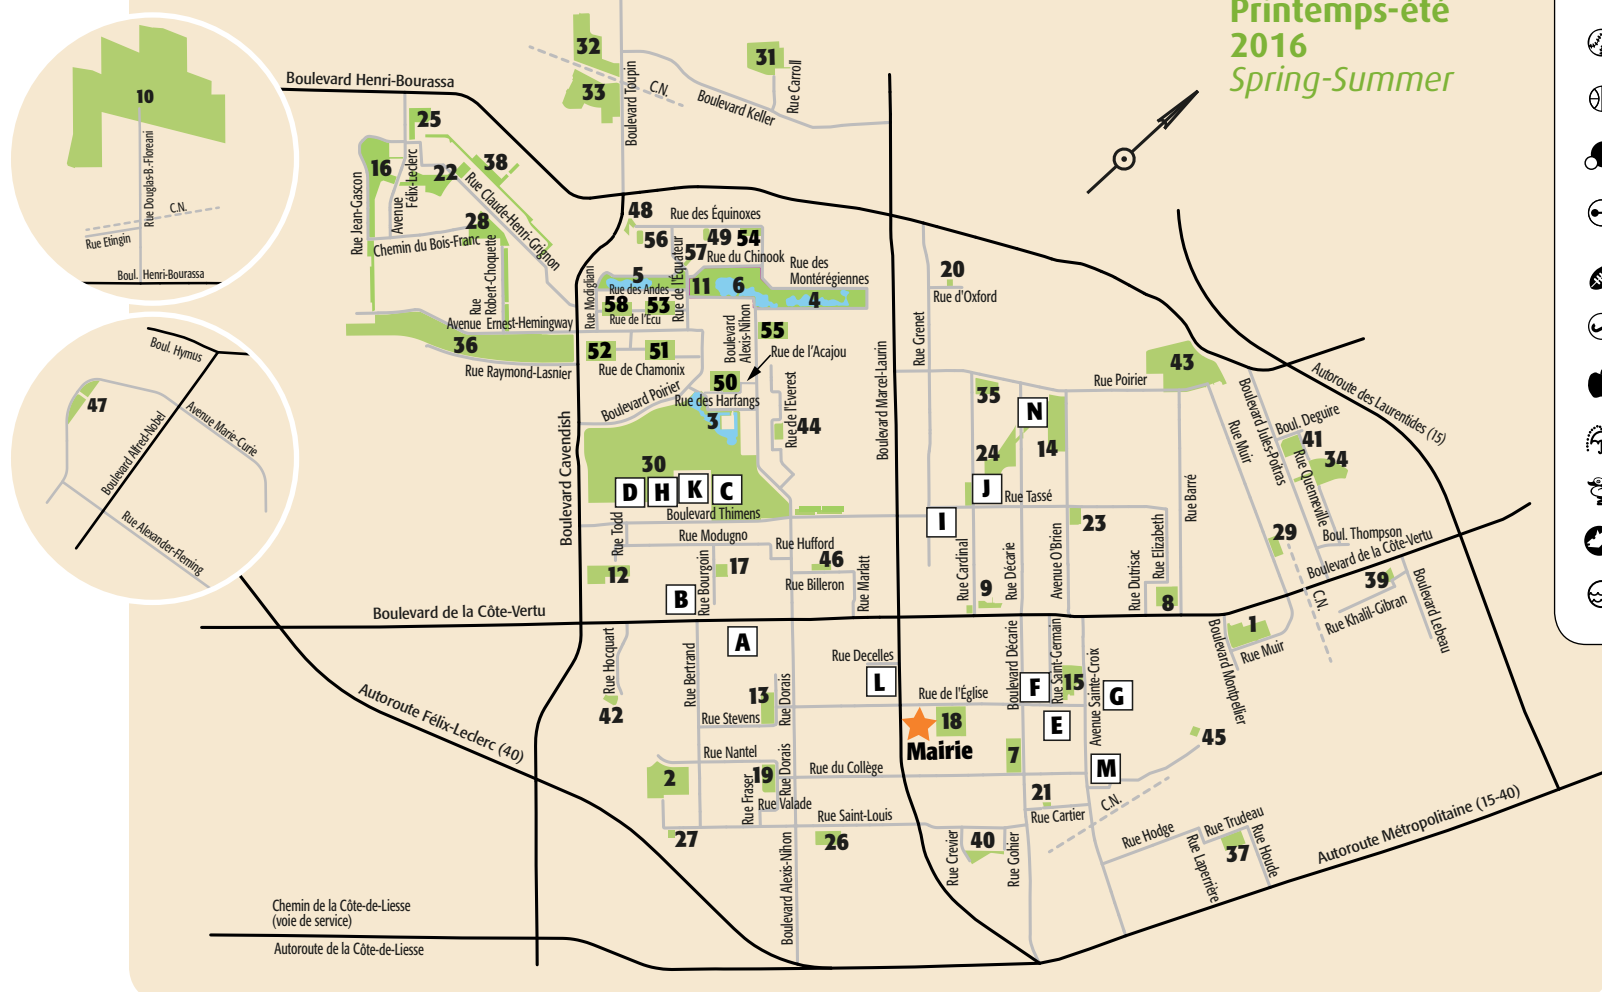 Printemps-été
2016
Spring-Summer
10
Rue Douglas-B.-Floreani
C.N.
Rue Etingin
Boul. Henri-Bourassa
Boul. Hymus
47
Boulevard Alfred-Nobel
Avenue Marie-Curie
Rue Alexander-Fleming
Boulevard Henri-Bourassa
32
33
31
Boulevard Toupin
C.N.
Boulevard Keller
Rue Carroll
25
16
22
38
28
Rue Jean-Gascon
Avenue
Félix-Leclerc
Rue Claude-Henri-Grignon
Chemin du Bois-Franc
Rue
Robert-Choquette
Avenue Ernest-Hemingway
36
Rue Raymond-Lasnier
48
Rue des Équinoxes
56
49
54
57
Rue du Chinook
Rue des
Montérégiennes
5
11
6
4
Rue des Andes
58
53
Rue de l'Écu
Rue Modigliani
Rue de l'Équateur
Boulevard
Alexis-Nihon
55
52
51
Rue de Chamonix
Rue de l'Acajou
Boulevard Poirier
50
Rue des Harfangs
3
Rue de l'Everest
44
Boulevard Cavendish
30
D
H
K
C
Boulevard Thimens
Rue Todd
Rue Modugno
Rue Hufford
12
Rue Bourgoin
17
46
Rue Billeron
Rue Marlatt
B
Boulevard Marcel-Laurin
20
Rue d'Oxford
Rue Grenet
35
N
14
24
J
Rue Tassé
I
23
Rue Poirier
43
Rue Cardinal
9
Rue Décarie
Avenue O'Brien
Rue Dutrisac
Rue Elizabeth
Rue Barré
8
Rue Muir
Boulevard Jules-Poitras
Boul. Deguire
41
34
Rue Quenneville
29
Boul. Thompson
Boulevard de la Côte-Vertu
Autoroute des Laurentides (15)
39
C.N.
Rue Khalil-Gibran
Boulevard Lebeau
1
Rue Muir
Boulevard Montpellier
Boulevard de la Côte-Vertu
A
Rue Hocquart
42
Rue Bertrand
13
Rue Dorais
Rue Stevens
Rue Decelles
L
Rue de l'Église
18
Mairie
Boulevard Décarie
F
Rue Saint-Germain
15
Avenue Sainte-Croix
G
E
7
M
45
Autoroute Félix-Leclerc (40)
Rue Nantel
2
19
Rue Fraser
Rue Dorais
Rue Valade
Rue du Collège
Rue Saint-Louis
27
26
21
Rue Cartier
C.N.
Rue Crevier
40
Rue Gohier
Rue Hodge
Rue Trudeau
37
Rue Laperrière
Rue Houde
Boulevard Alexis-Nihon
Autoroute Métropolitaine (15-40)
Chemin de la Côte-de-Liesse
(voie de service)
Autoroute de la Côte-de-Liesse